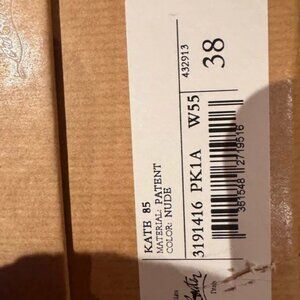 KATE 85
MATERIAL: PATENT
COLOR: NUDE
3191416 PK1A W55
432913
38